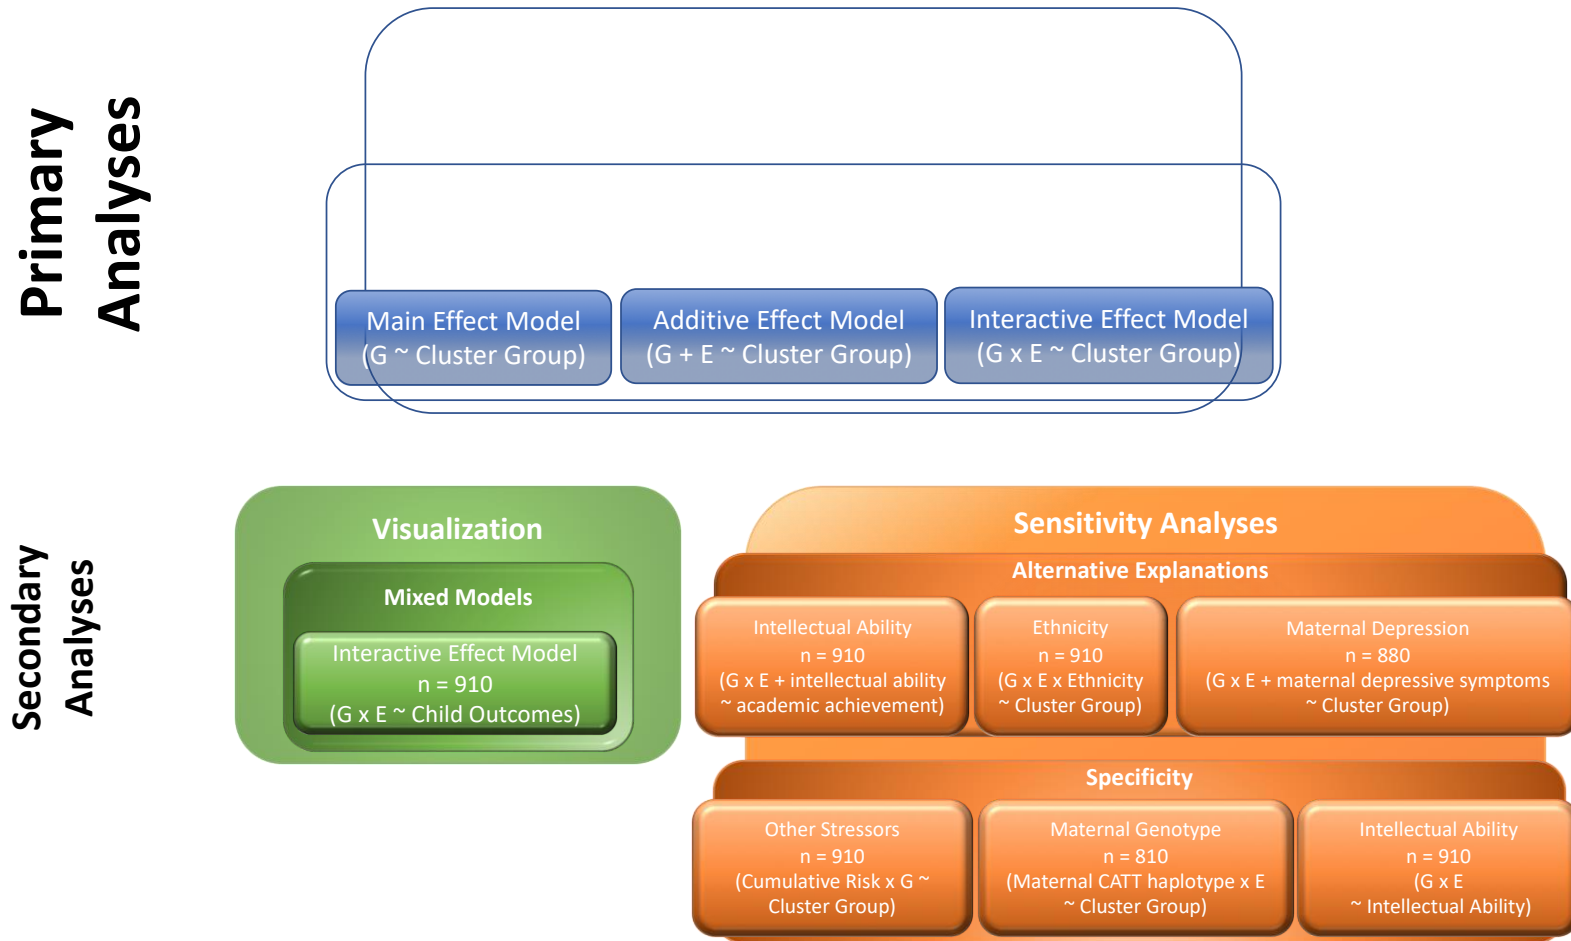 Primary
Analyses
Main Effect Model
(G ~ Cluster Group)
Additive Effect Model
(G + E ~ Cluster Group)
Interactive Effect Model
(G x E ~ Cluster Group)
Secondary
Analyses
Visualization
Mixed Models
Interactive Effect Model
n = 910
(G x E ~ Child Outcomes)
Sensitivity Analyses
Alternative Explanations
Intellectual Ability
n = 910
(G x E + intellectual ability
~ academic achievement)
Ethnicity
n = 910
(G x E x Ethnicity
~ Cluster Group)
Maternal Depression
n = 880
(G x E + maternal depressive symptoms
~ Cluster Group)
Specificity
Other Stressors
n = 910
(Cumulative Risk x G ~
Cluster Group)
Maternal Genotype
n = 810
(Maternal CATT haplotype x E
~ Cluster Group)
Intellectual Ability
n = 910
(G x E
~ Intellectual Ability)